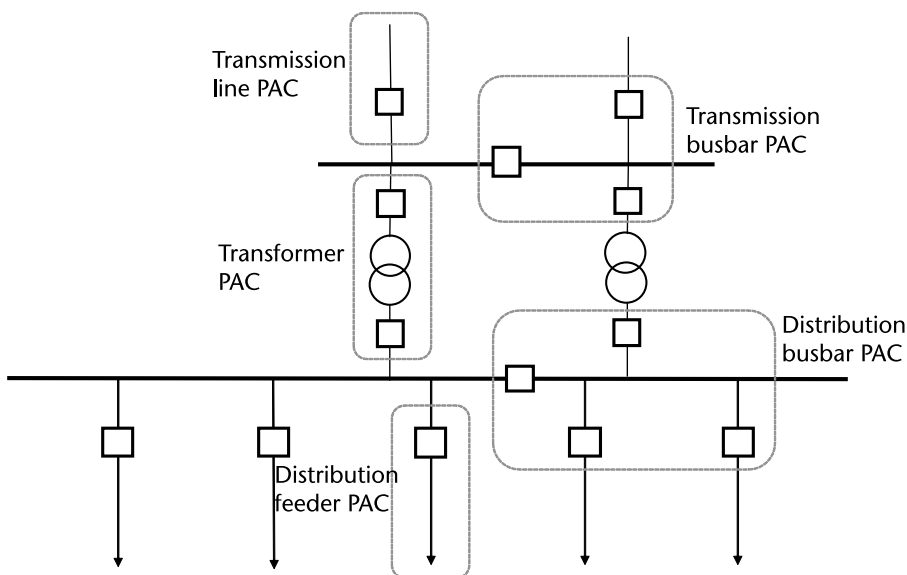 Transmission
line PAC
Transmission
busbar PAC
Transformer
PAC
Distribution
busbar PAC
Distribution
feeder PAC